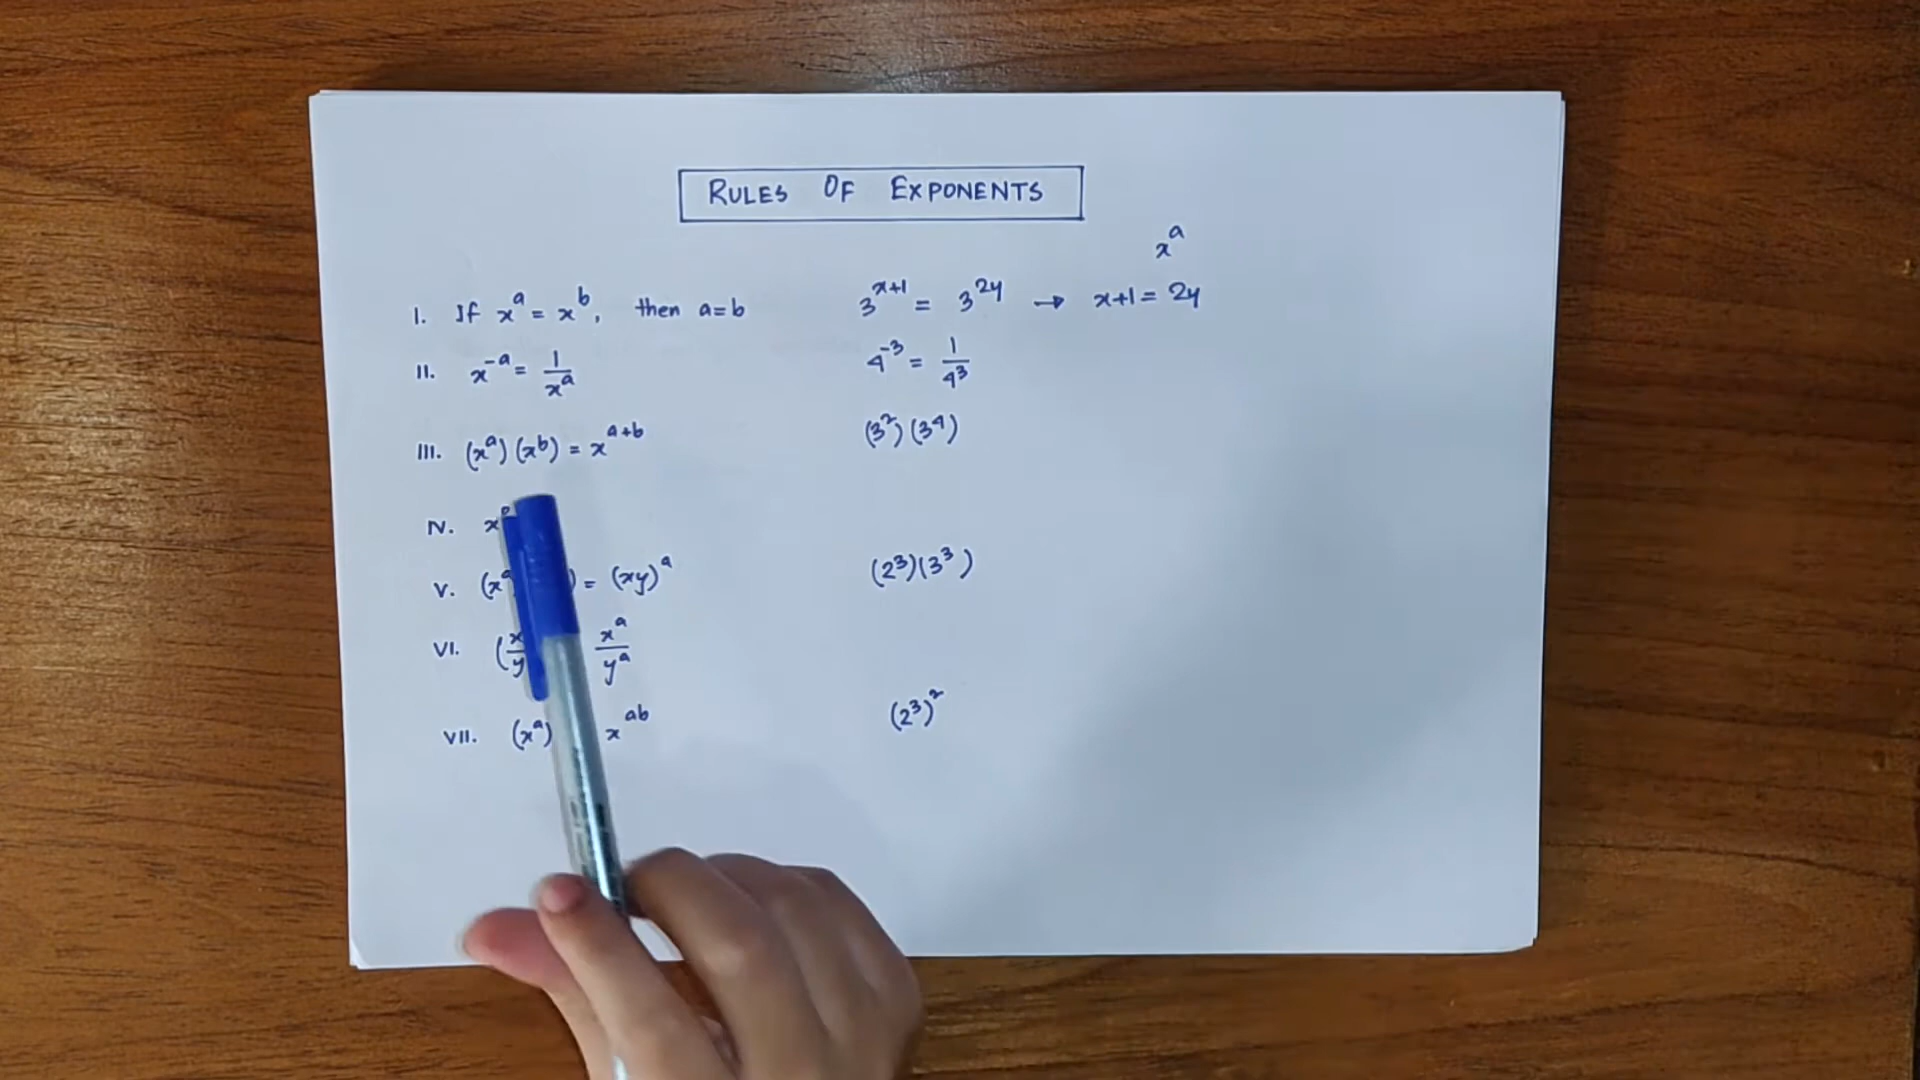 RULES OF EXPONENTS
x^a
I. If x^a = x^b, then a=b 3^{x+1} = 3^{2y} → x+1 = 2y
II. x^{-a} = 1/x^a 4^{-3} = 1/4^3
III. (x^a)(x^b) = x^{a+b} (3^2)(3^4)
IV. x
V. (x^a ) = (xy)^a (2^3)(3^3)
VI. (x/y x^a/y^a
VII. (x^a) x^{ab} (2^3)^2